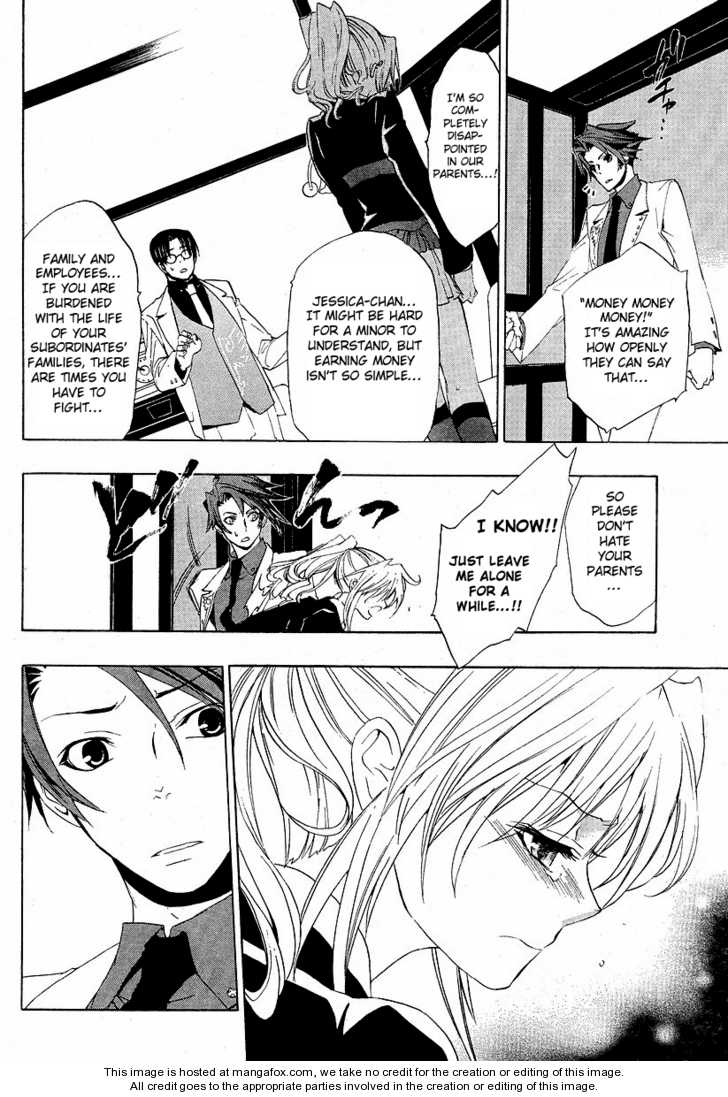 ガチャ
"MONEY MONEY
MONEY!"
IT'S AMAZING
HOW OPENLY
THEY CAN SAY
THAT...
I'M SO
COM-
PLETELY
DISAP-
POINTED
IN OUR
PARENTS...!
JESSICA-CHAN...
IT MIGHT BE HARD
FOR A MINOR TO
UNDERSTAND, BUT
EARNING MONEY
ISN'T SO SIMPLE...
FAMILY AND
EMPLOYEES...
IF YOU ARE
BURDENED
WITH THE LIFE
OF YOUR
SUBORDINATES'
FAMILIES, THERE
ARE TIMES YOU
HAVE TO
FIGHT...
SO
PLEASE
DON'T
HATE
YOUR
PARENTS
...
I KNOW!!
JUST LEAVE
ME ALONE
FOR A
WHILE...!!
This image is hosted at mangafox.com, we take no credit for the creation or editing of this image.
All credit goes to the appropriate parties involved in the creation or editing of this image.